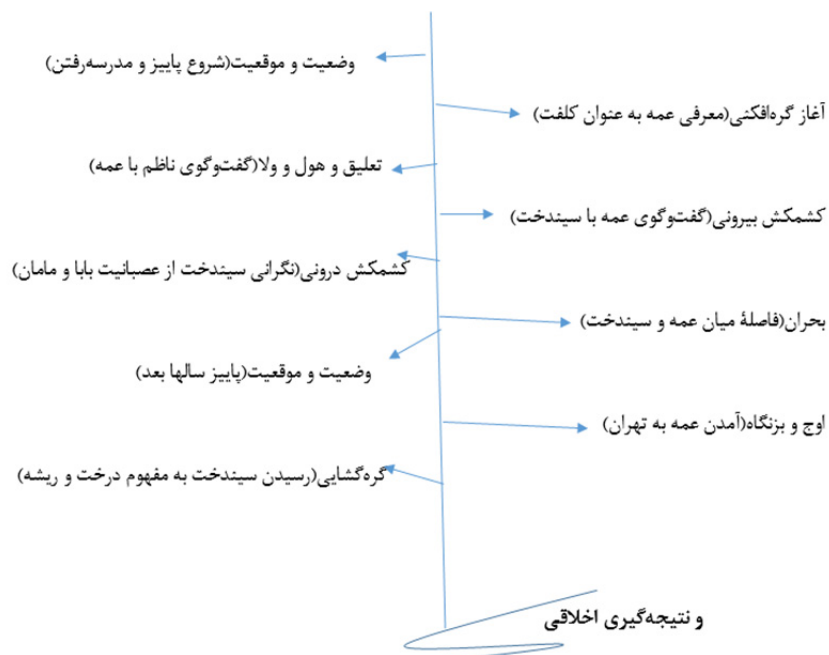 وضعیت و موقعیت(شروع پاییز و مدرسه‌رفتن)
آغاز گره‌افکنی(معرفی عمه به عنوان کلفت)
تعلیق و هول و ولا(گفت‌وگوی ناظم با عمه)
کشمکش بیرونی(گفت‌وگوی عمه با سیندخت)
کشمکش درونی(نگرانی سیندخت از عصبانیت بابا و مامان)
بحران(فاصلهٔ میان عمه و سیندخت)
وضعیت و موقعیت(پاییز سالها بعد)
اوج و بزنگاه(آمدن عمه به تهران)
گره‌گشایی(رسیدن سیندخت به مفهوم درخت و ریشه)
و نتیجه‌گیری اخلاقی